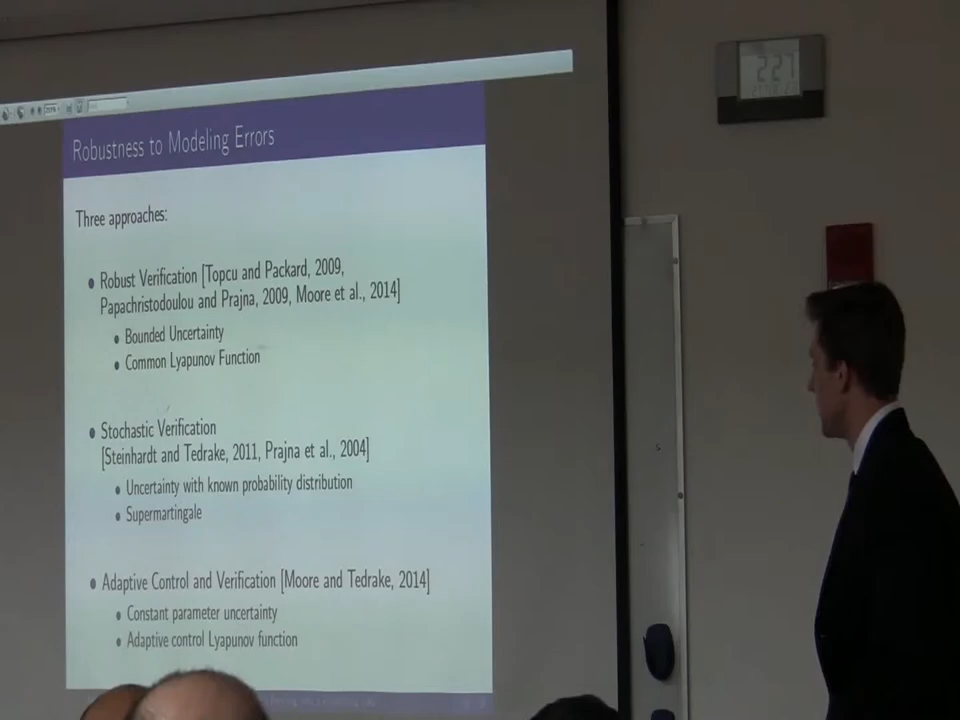 2:27
Robustness to Modeling Errors
Three approaches:
Robust Verification [Topcu and Packard, 2009,
Papachristodoulou and Prajna, 2009, Moore et al., 2014]
Bounded Uncertainty
Common Lyapunov Function
Stochastic Verification
[Steinhardt and Tedrake, 2011, Prajna et al., 2004]
Uncertainty with known probability distribution
Supermartingale
Adaptive Control and Verification [Moore and Tedrake, 2014]
Constant parameter uncertainty
Adaptive control Lyapunov function